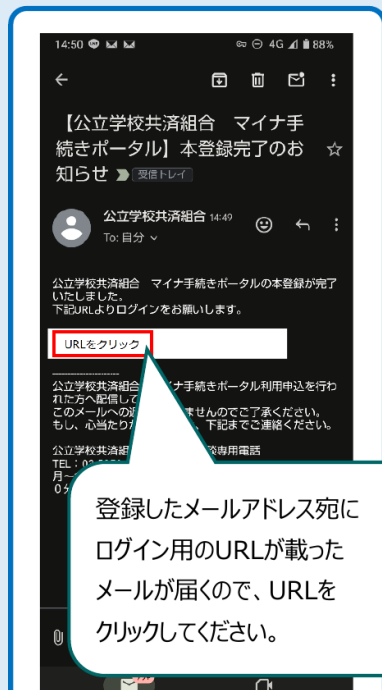 14:50
4G
88%
【公立学校共済組合　マイナ手
続きポータル】本登録完了のお
知らせ
受信トレイ
公立学校共済組合 14:49
To: 自分
公立学校共済組合　マイナ手続きポータルの本登録が完了
いたしました。
下記URLよりログインをお願いします。
URLをクリック
公立学校共済組合
ナ手続きポータル利用申込を行わ
れた方へ配信して
このメールへの返
ませんのでご了承ください。
もし、心当たりが
、下記までご連絡ください。
公立学校共済組
専用電話
TEL：
月～
登録したメールアドレス宛に
ログイン用のURLが載った
メールが届くので、URLを
クリックしてください。